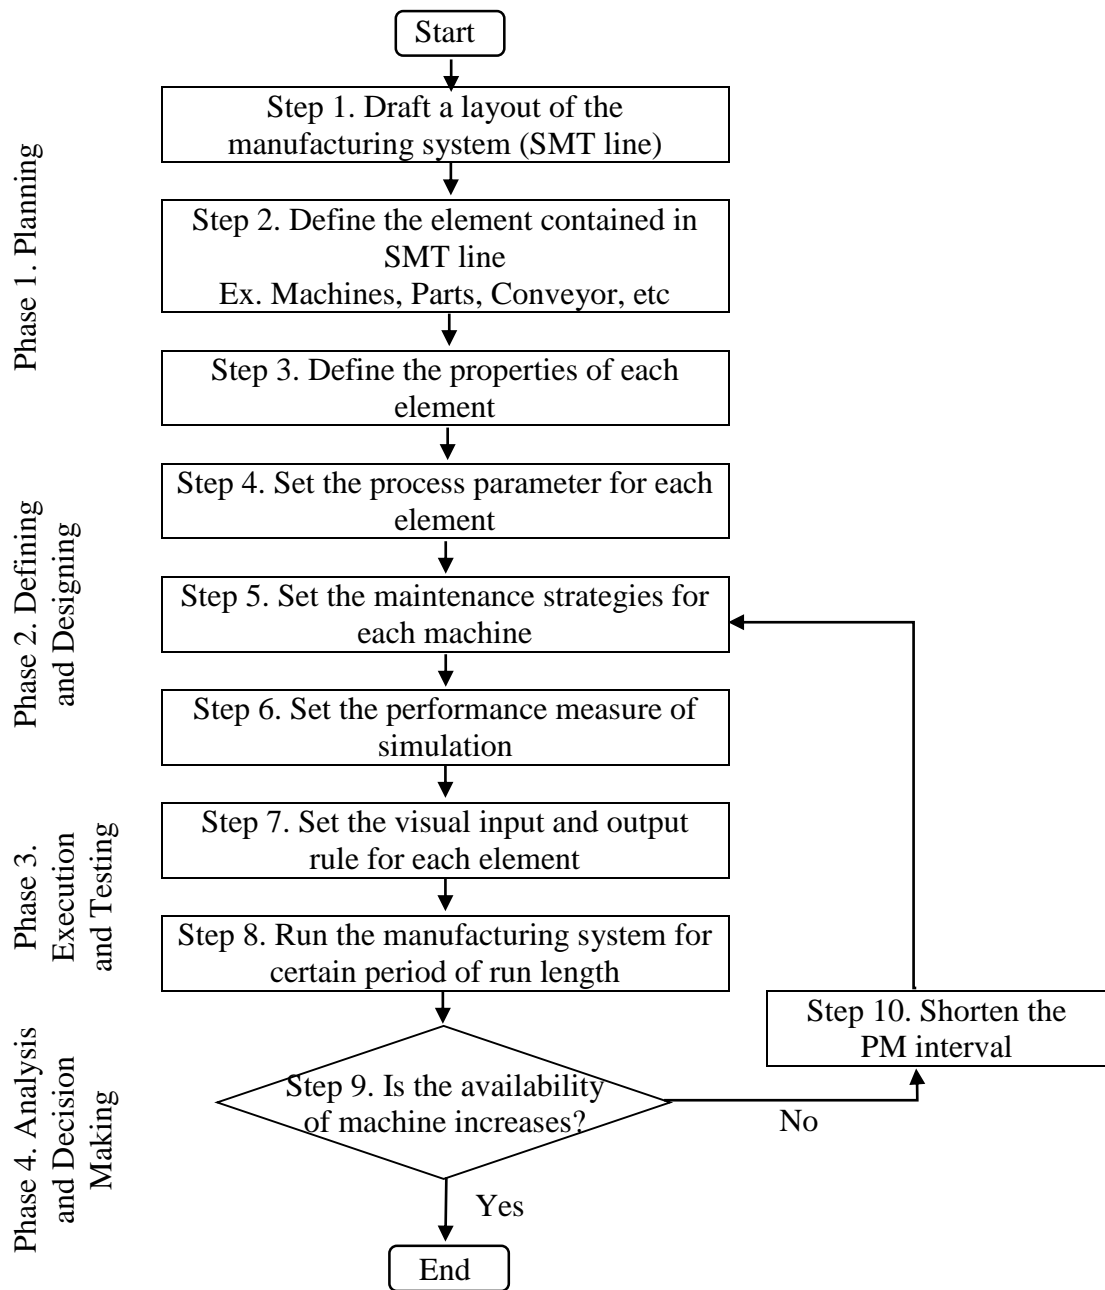 Start
Phase 1. Planning
Step 1. Draft a layout of the
manufacturing system (SMT line)
Step 2. Define the element contained in
SMT line
Ex. Machines, Parts, Conveyor, etc
Step 3. Define the properties of each
element
Phase 2. Defining
and Designing
Step 4. Set the process parameter for each
element
Step 5. Set the maintenance strategies for
each machine
Step 6. Set the performance measure of
simulation
Phase 3.
Execution
and Testing
Step 7. Set the visual input and output
rule for each element
Step 8. Run the manufacturing system for
certain period of run length
Phase 4. Analysis
and Decision
Making
Step 9. Is the availability
of machine increases?
No
Step 10. Shorten the
PM interval
Yes
End